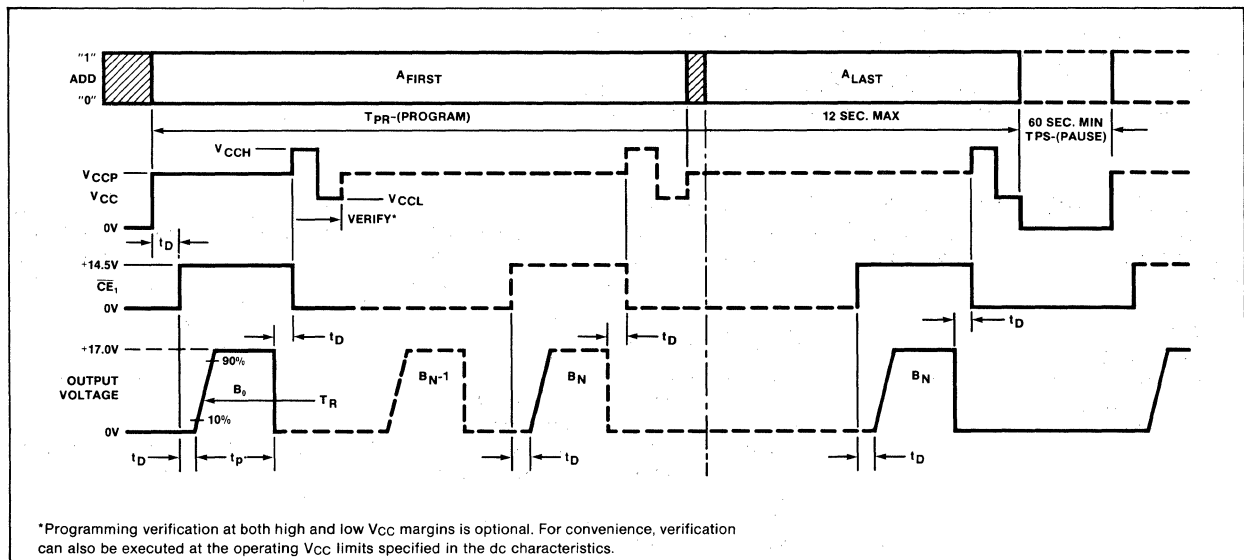 "1"
ADD
"0"
AFIRST
ALAST
TPR-(PROGRAM)
12 SEC. MAX
60 SEC. MIN
TPS-(PAUSE)
VCCH
VCCP
VCC
VCCL
0V
VERIFY*
tD
+14.5V
CE1
0V
tD
tD
tD
+17.0V
90%
OUTPUT
VOLTAGE
B0
TR
BN-1
BN
BN
10%
0V
tD
tp
tD
tD
*Programming verification at both high and low VCC margins is optional. For convenience, verification
can also be executed at the operating VCC limits specified in the dc characteristics.